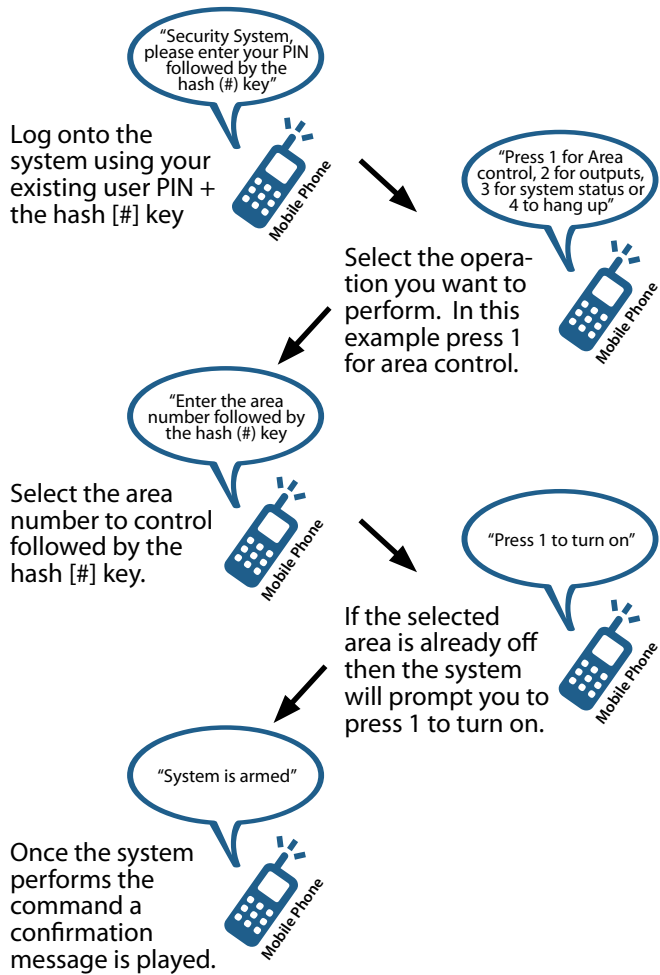 “Security System,
please enter your PIN
followed by the
hash (#) key”
Log onto the
system using your
existing user PIN +
the hash [#] key
Mobile Phone
“Press 1 for Area
control, 2 for outputs,
3 for system status or
4 to hang up”
Select the opera-
tion you want to
perform.  In this
example press 1
for area control.
Mobile Phone
“Enter the area
number followed by
the hash (#) key
Select the area
number to control
followed by the
hash [#] key.
Mobile Phone
“Press 1 to turn on”
If the selected
area is already off
then the system
will prompt you to
press 1 to turn on.
Mobile Phone
“System is armed”
Once the system
performs the
command a
confirmation
message is played.
Mobile Phone